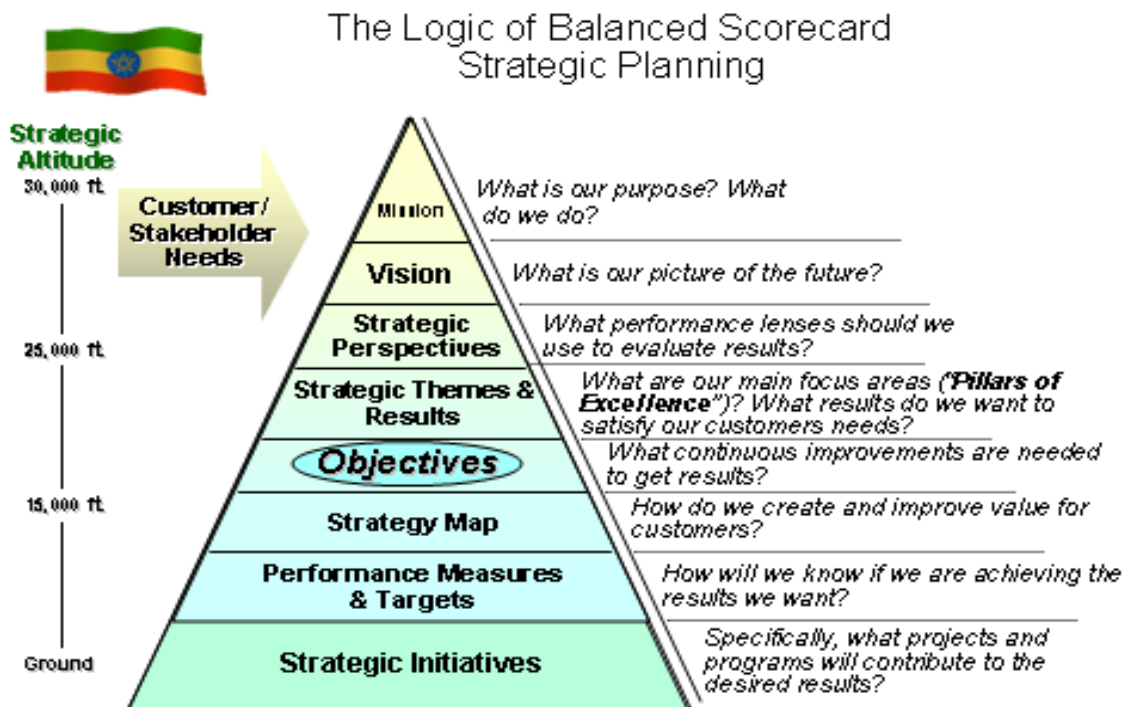 The Logic of Balanced Scorecard
Strategic Planning
Strategic
Altitude
30,000 ft.
25,000 ft.
15,000 ft.
Ground
Customer/
Stakeholder
Needs
Mission
What is our purpose? What
do we do?
Vision
What is our picture of the future?
Strategic
Perspectives
What performance lenses should we
use to evaluate results?
Strategic Themes &
Results
What are our main focus areas ("Pillars of
Excellence")? What results do we want to
satisfy our customers needs?
Objectives
What continuous improvements are needed
to get results?
Strategy Map
How do we create and improve value for
customers?
Performance Measures
& Targets
How will we know if we are achieving the
results we want?
Strategic Initiatives
Specifically, what projects and
programs will contribute to the
desired results?